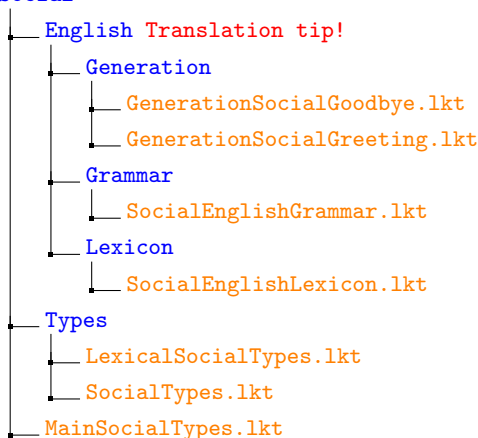 English Translation tip!
Generation
GenerationSocialGoodbye.lkt
GenerationSocialGreeting.lkt
Grammar
SocialEnglishGrammar.lkt
Lexicon
SocialEnglishLexicon.lkt
Types
LexicalSocialTypes.lkt
SocialTypes.lkt
MainSocialTypes.lkt